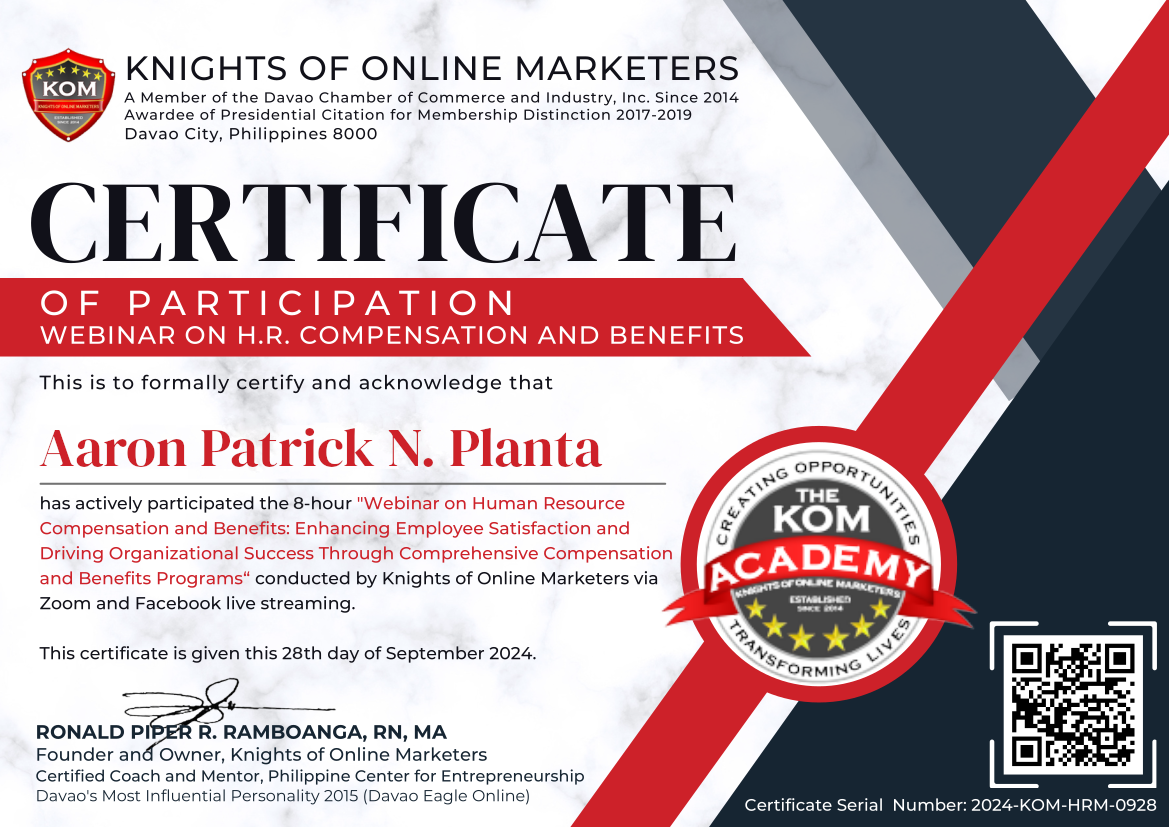 KOM
KNIGHTS OF ONLINE MARKETERS
ESTABLISHED
SINCE 2014
KNIGHTS OF ONLINE MARKETERS
A Member of the Davao Chamber of Commerce and Industry, Inc. Since 2014
Awardee of Presidential Citation for Membership Distinction 2017-2019
Davao City, Philippines 8000
CERTIFICATE
OF PARTICIPATION
WEBINAR ON H.R. COMPENSATION AND BENEFITS
This is to formally certify and acknowledge that
Aaron Patrick N. Planta
has actively participated the 8-hour "Webinar on Human Resource
Compensation and Benefits: Enhancing Employee Satisfaction and
Driving Organizational Success Through Comprehensive Compensation
and Benefits Programs“ conducted by Knights of Online Marketers via
Zoom and Facebook live streaming.
This certificate is given this 28th day of September 2024.
RONALD PIPER R. RAMBOANGA, RN, MA
Founder and Owner, Knights of Online Marketers
Certified Coach and Mentor, Philippine Center for Entrepreneurship
Davao's Most Influential Personality 2015 (Davao Eagle Online)
CREATING OPPORTUNITIES
THE
KOM
ACADEMY
KNIGHTS OF ONLINE MARKETERS
ESTABLISHED
SINCE 2014
TRANSFORMING LIVES
Certificate Serial Number: 2024-KOM-HRM-0928